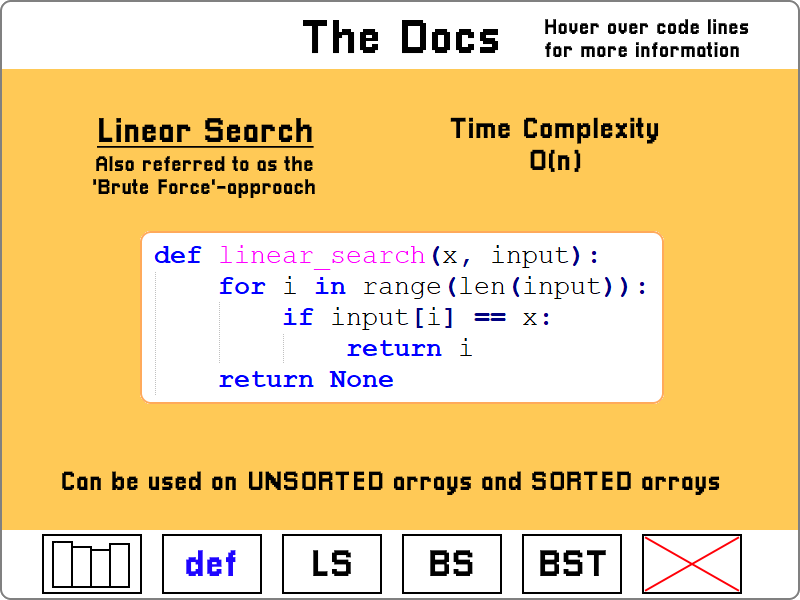 The Docs
Hover over code lines
for more information
Linear Search
Also referred to as the
'Brute Force'-approach
Time Complexity
O(n)
def linear_search(x, input):
    for i in range(len(input)):
        if input[i] == x:
            return i
    return None
Can be used on UNSORTED arrays and SORTED arrays
def
LS
BS
BST